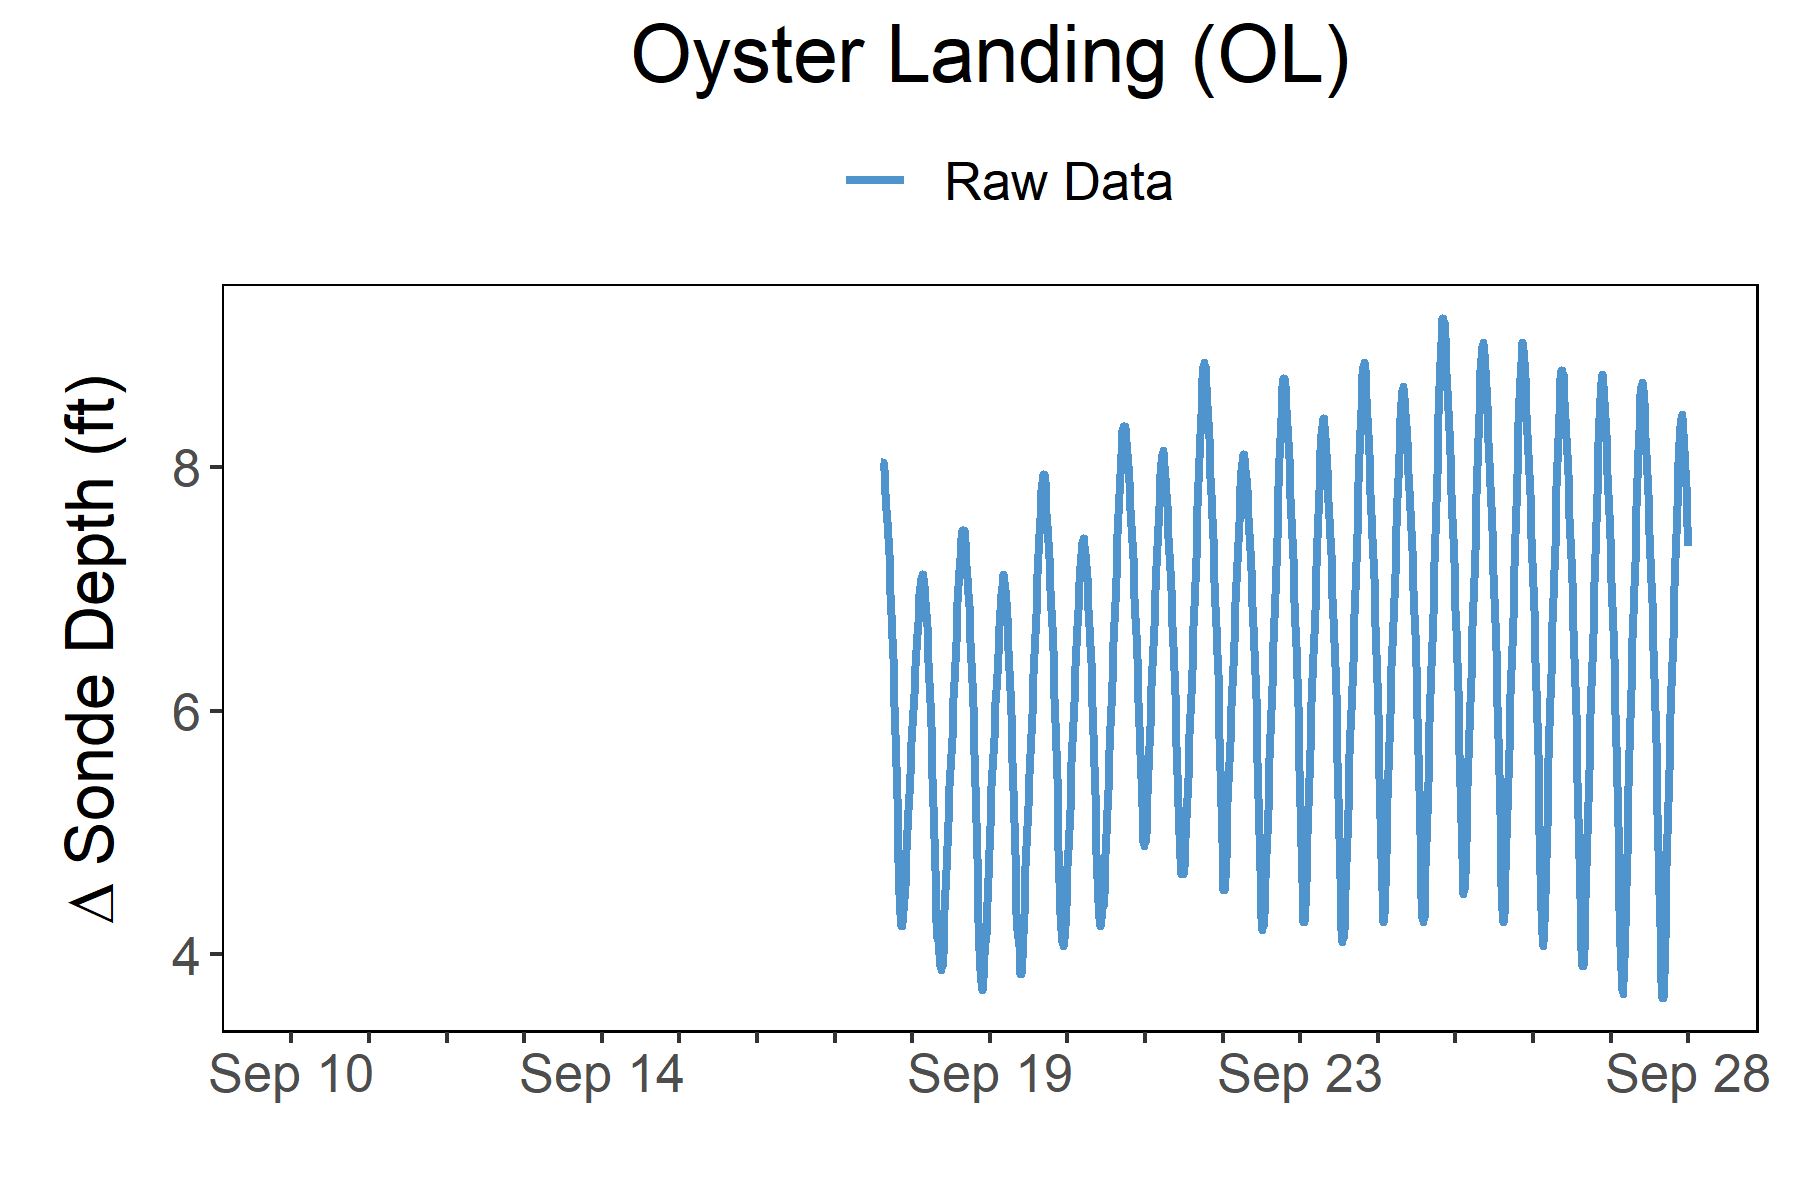 Oyster Landing (OL)
Raw Data
Δ Sonde Depth (ft)
8
6
4
Sep 10 Sep 14 Sep 19 Sep 23 Sep 28